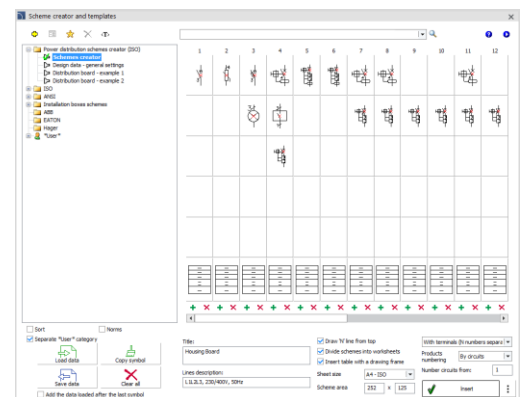 Scheme creator and templates
Power distribution schemes creator (ISO)
Schemes creator
Design data - general settings
Distribution board - example 1
Distribution board - example 2
ISO
ANSI
Installation boxes schemes
ABB
EATON
Hager
"User"
1 2 3 4 5 6 7 8 9 10 11 12
Sort
Norms
Separate "User" category
Load data
Copy symbol
Save data
Clear all
Add the data loaded after the last symbol
Title:
Housing Board
Lines description:
L1L2L3, 230/400V, 50Hz
Draw 'N' line from top
Divide schemes into worksheets
Insert table with a drawing frame
Sheet size
A4 - ISO
Scheme area
252 x 125
With terminals (N numbers separa
Products numbering
By circuits
Number circuits from:
1
Insert